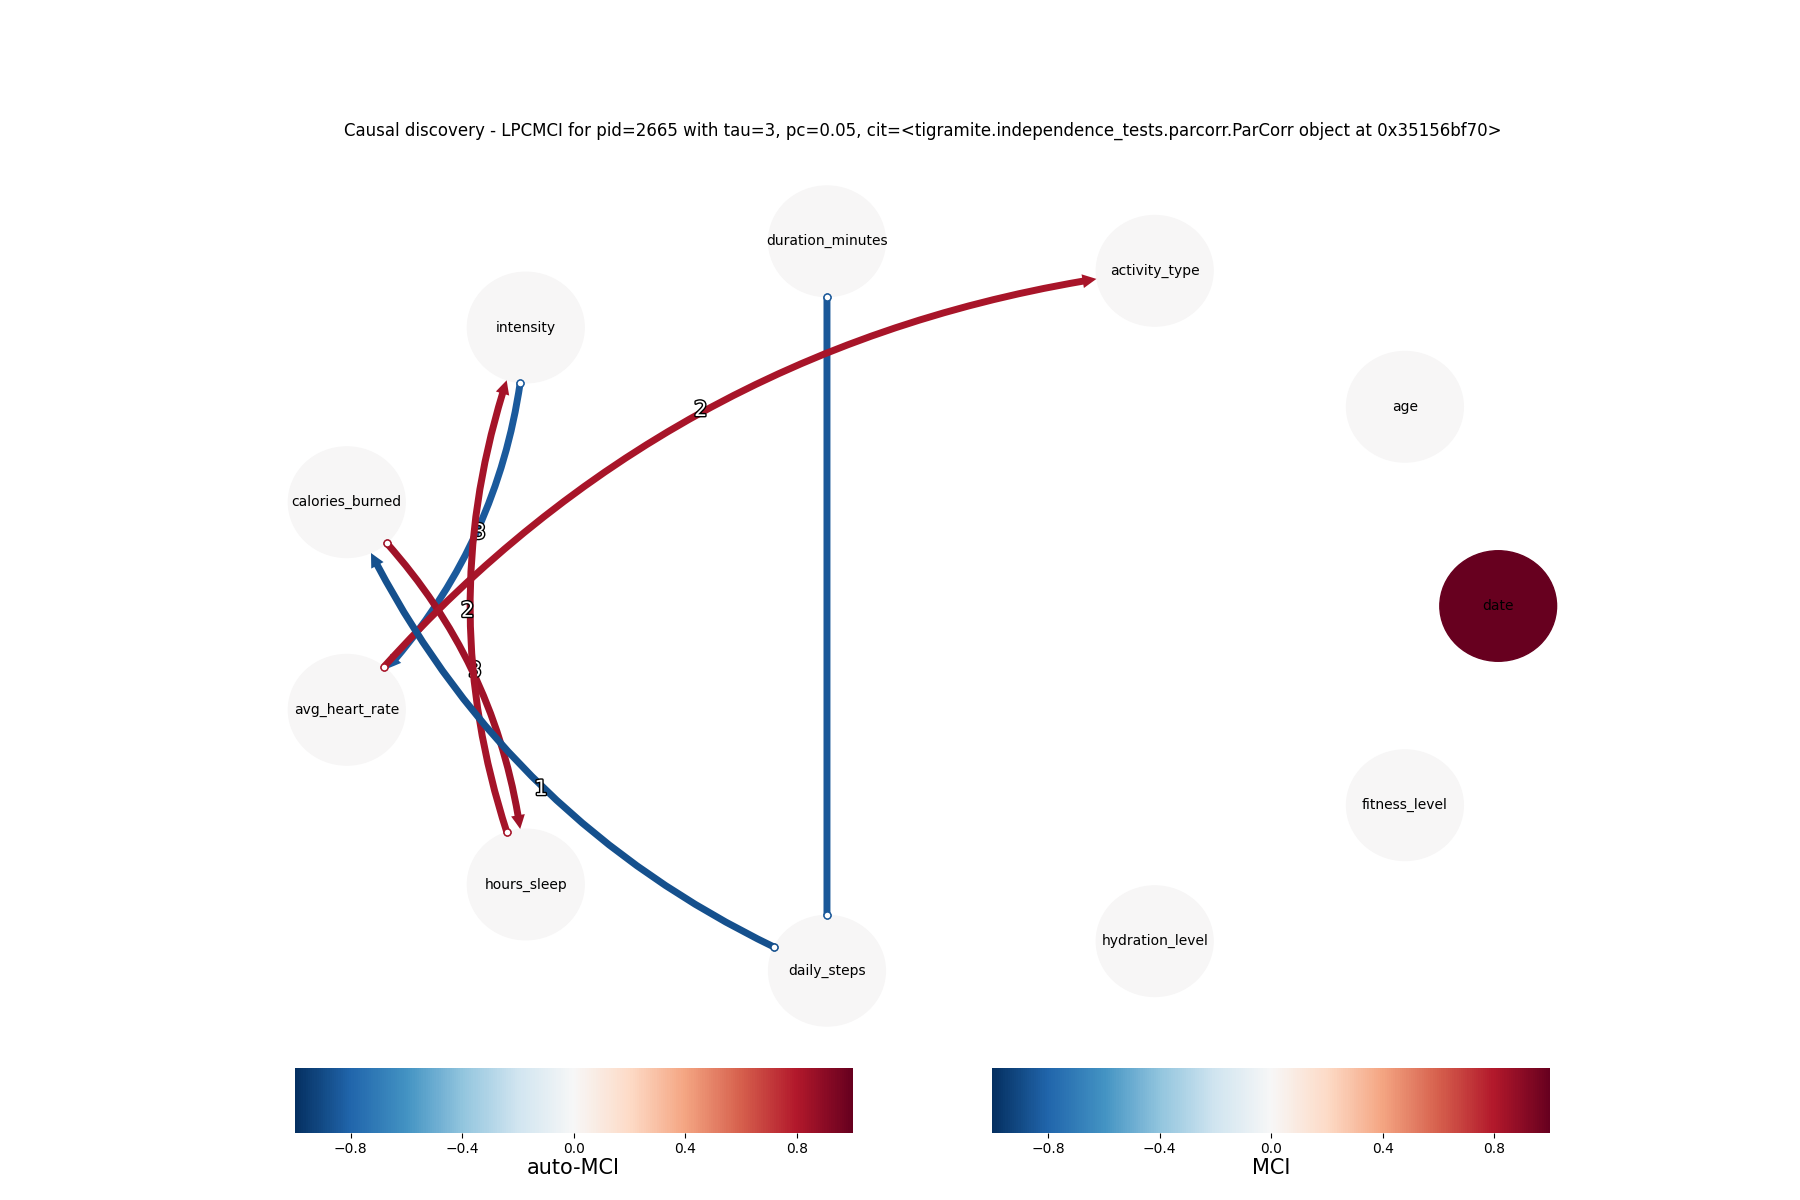 Causal discovery - LPCMCI for pid=2665 with tau=3, pc=0.05, cit=<tigramite.independence_tests.parcorr.ParCorr object at 0x35156bf70>
duration_minutes
activity_type
intensity
age
2
calories_burned
3
date
2
3
avg_heart_rate
1
fitness_level
hours_sleep
hydration_level
daily_steps
−0.8 −0.4 0.0 0.4 0.8
auto-MCI
−0.8 −0.4 0.0 0.4 0.8
MCI